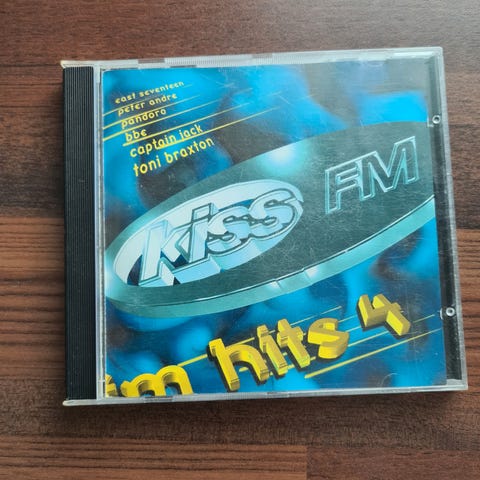 east seventeen
peter andre
pandora
bbe
captain jack
toni braxton
kiss FM
fm hits 4